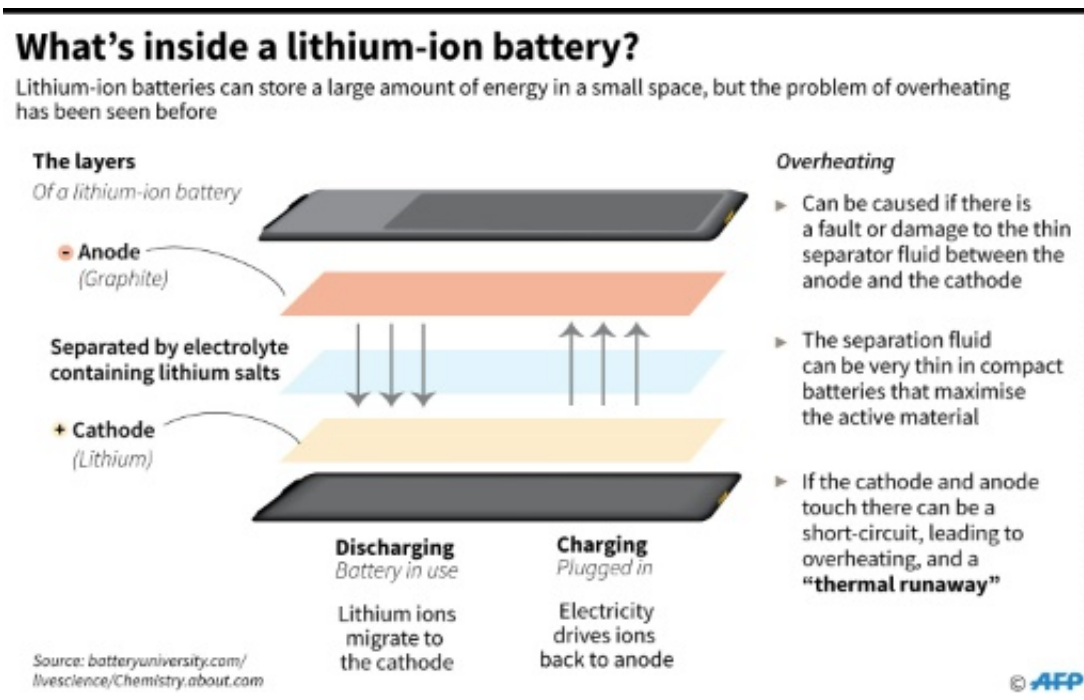 What's inside a lithium-ion battery?
Lithium-ion batteries can store a large amount of energy in a small space, but the problem of overheating
has been seen before
The layers
Of a lithium-ion battery
- Anode
(Graphite)
Separated by electrolyte
containing lithium salts
+ Cathode
(Lithium)
Discharging
Battery in use
Lithium ions
migrate to
the cathode
Charging
Plugged in
Electricity
drives ions
back to anode
Overheating
▶ Can be caused if there is
a fault or damage to the thin
separator fluid between the
anode and the cathode
▶ The separation fluid
can be very thin in compact
batteries that maximise
the active material
▶ If the cathode and anode
touch there can be a
short-circuit, leading to
overheating, and a
“thermal runaway”
Source: batteryuniversity.com/
livescience/Chemistry.about.com
© AFP